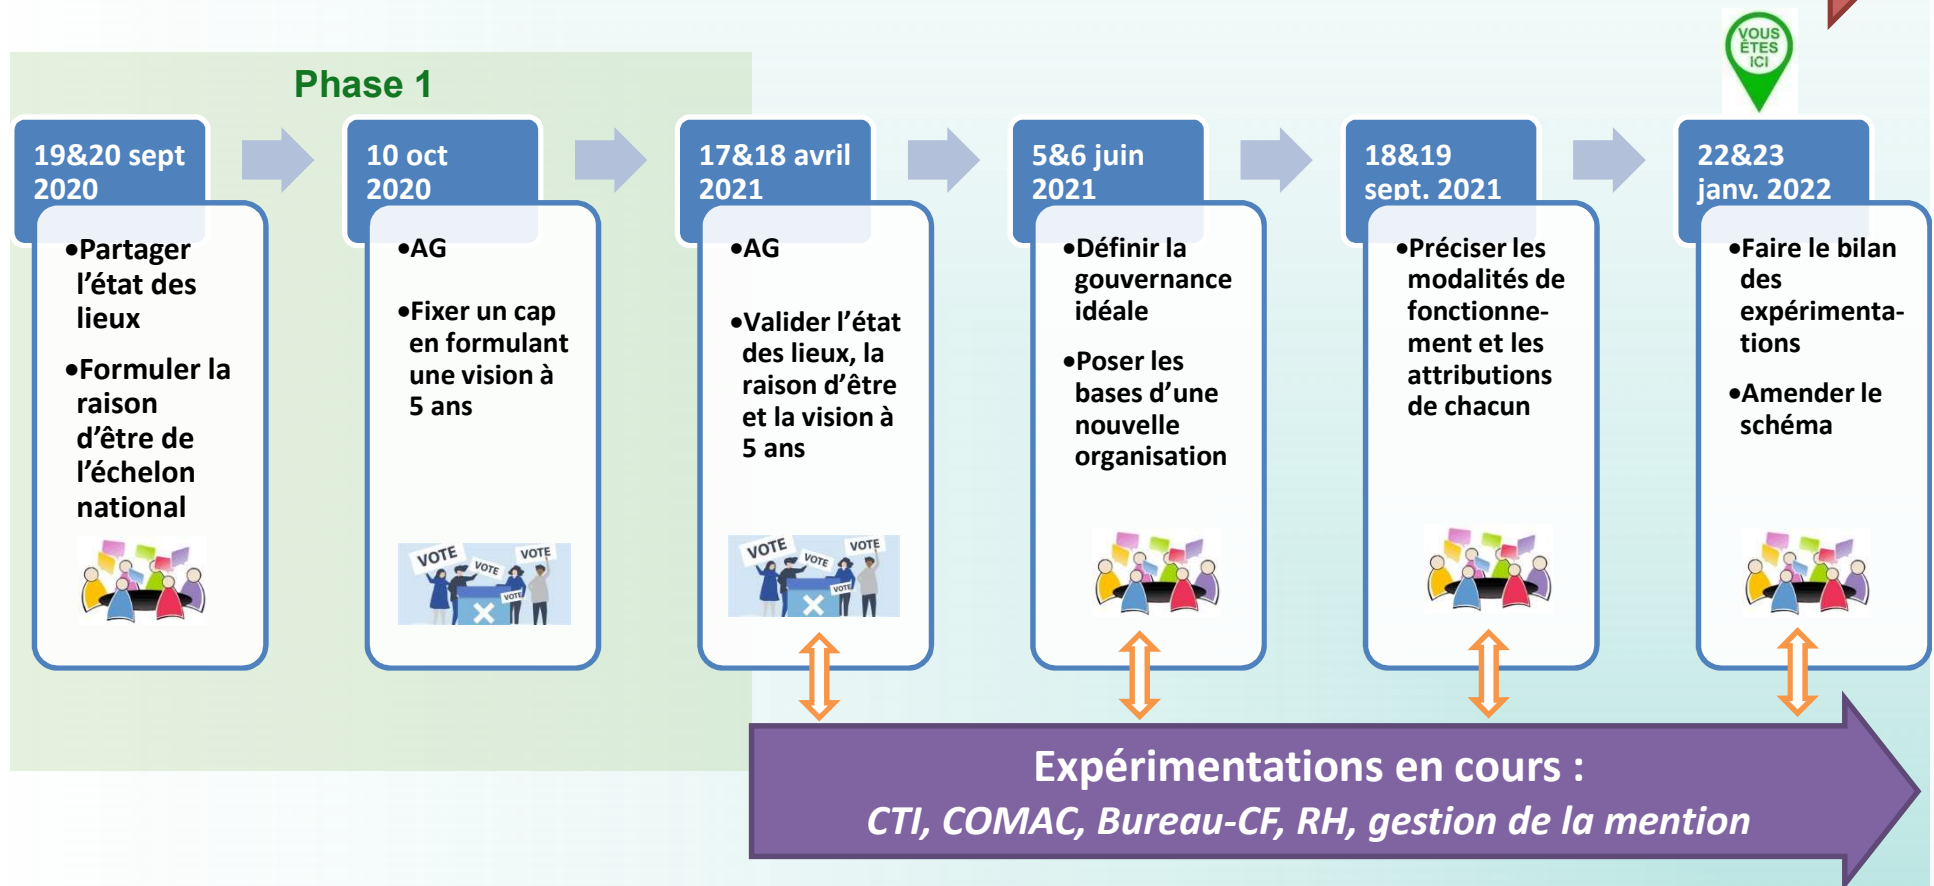 VOUS
ÊTES
ICI
Phase 1
19&20 sept
2020
•Partager
l’état des
lieux
•Formuler la
raison
d’être de
l’échelon
national
10 oct
2020
•AG
•Fixer un cap
en formulant
une vision à
5 ans
VOTE
VOTE
VOTE
VOTE
17&18 avril
2021
•AG
•Valider l’état
des lieux, la
raison d’être
et la vision à
5 ans
VOTE
VOTE
VOTE
VOTE
5&6 juin
2021
•Définir la
gouvernance
idéale
•Poser les
bases d’une
nouvelle
organisation
18&19
sept. 2021
•Préciser les
modalités de
fonctionne-
ment et les
attributions
de chacun
22&23
janv. 2022
•Faire le bilan
des
expérimenta-
tions
•Amender le
schéma
Expérimentations en cours :
CTI, COMAC, Bureau-CF, RH, gestion de la mention